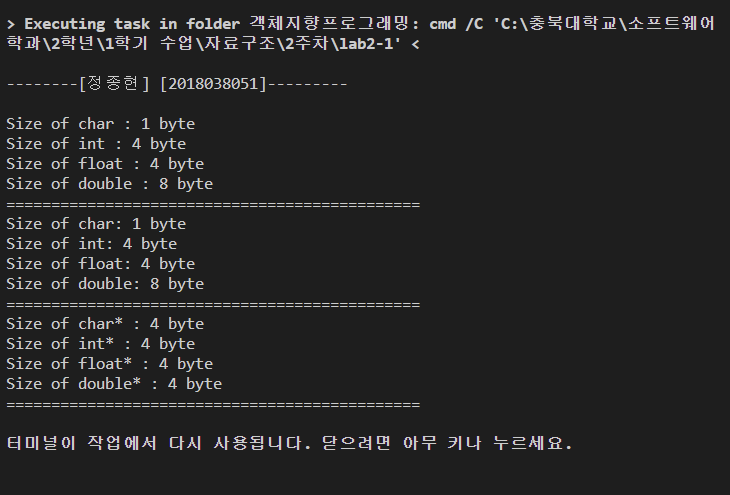 > Executing task in folder 객체지향프로그래밍: cmd /C 'C:\충북대학교\소프트웨어
학과\2학년\1학기 수업\자료구조\2주차\lab2-1' <
--------[정종현] [2018038051]---------
Size of char : 1 byte
Size of int : 4 byte
Size of float : 4 byte
Size of double : 8 byte
==============================================
Size of char: 1 byte
Size of int: 4 byte
Size of float: 4 byte
Size of double: 8 byte
==============================================
Size of char* : 4 byte
Size of int* : 4 byte
Size of float* : 4 byte
Size of double* : 4 byte
==============================================
터미널이 작업에서 다시 사용됩니다. 닫으려면 아무 키나 누르세요.